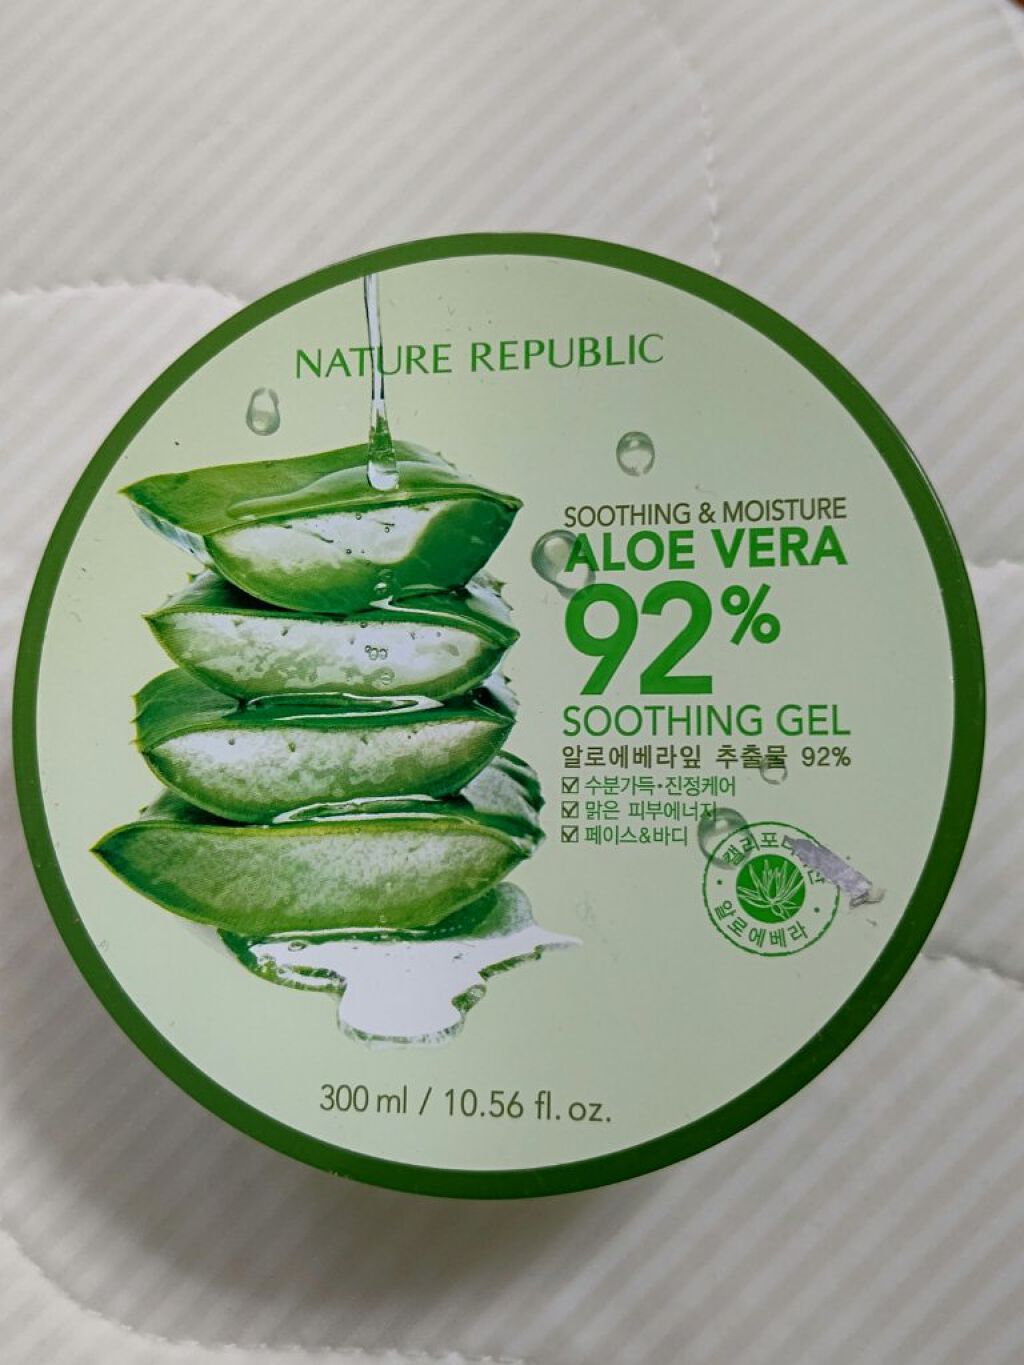 NATURE REPUBLIC
SOOTHING & MOISTURE
ALOE VERA
92%
SOOTHING GEL
알로에베라잎 추출물 92%
수분가득•진정케어
맑은 피부에너지
페이스&바디
알로에베라
300 ml / 10.56 fl. oz.